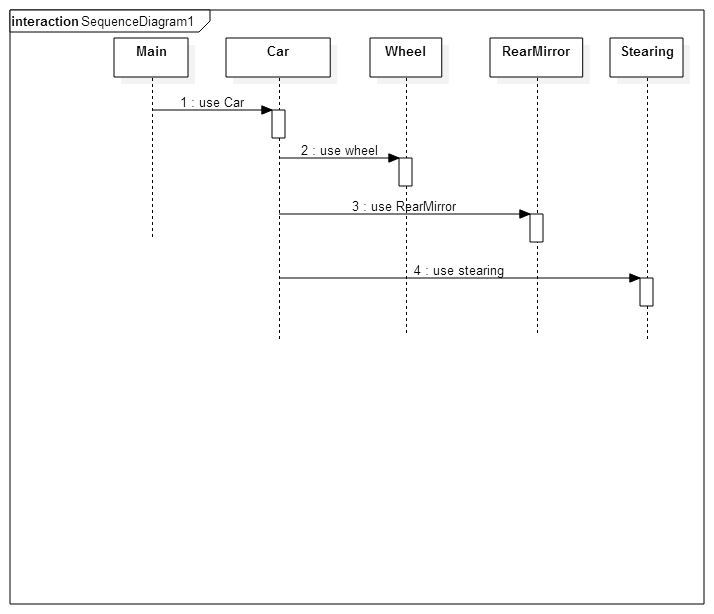 interaction SequenceDiagram1
Main
Car
Wheel
RearMirror
Stearing
1 : use Car
2 : use wheel
3 : use RearMirror
4 : use stearing